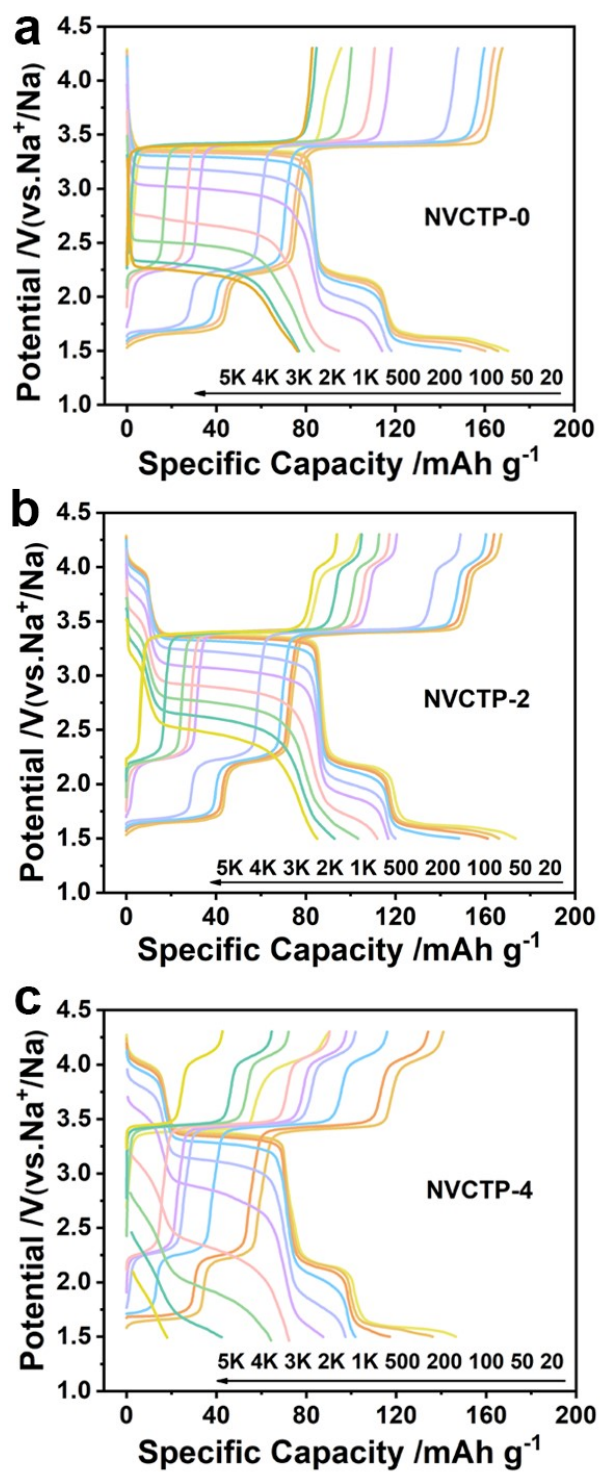 a
4.5
4.0
3.5
3.0
2.5
2.0
1.5
1.0
Potential /V(vs.Na⁺/Na)
NVCTP-0
5K 4K 3K 2K 1K 500 200 100 50 20
0 40 80 120 160 200
Specific Capacity /mAh g⁻¹
b
4.5
4.0
3.5
3.0
2.5
2.0
1.5
1.0
Potential /V(vs.Na⁺/Na)
NVCTP-2
5K 4K 3K 2K 1K 500 200 100 50 20
0 40 80 120 160 200
Specific Capacity /mAh g⁻¹
c
4.5
4.0
3.5
3.0
2.5
2.0
1.5
1.0
Potential /V(vs.Na⁺/Na)
NVCTP-4
5K 4K 3K 2K 1K 500 200 100 50 20
0 40 80 120 160 200
Specific Capacity /mAh g⁻¹